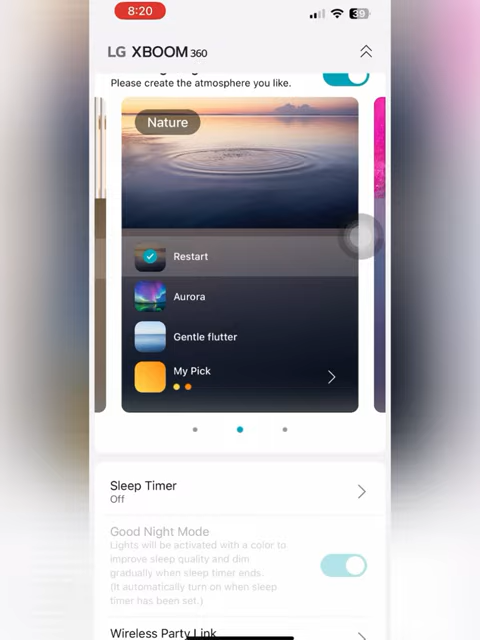 8:20
39
LG XBOOM 360
Please create the atmosphere you like.
Nature
Restart
Aurora
Gentle flutter
My Pick
Sleep Timer
Off
Good Night Mode
Lights will be activated with a color to
improve sleep quality and dim
gradually when sleep timer ends.
(It automatically turn on when sleep
timer has been set.)
Wireless Party Link